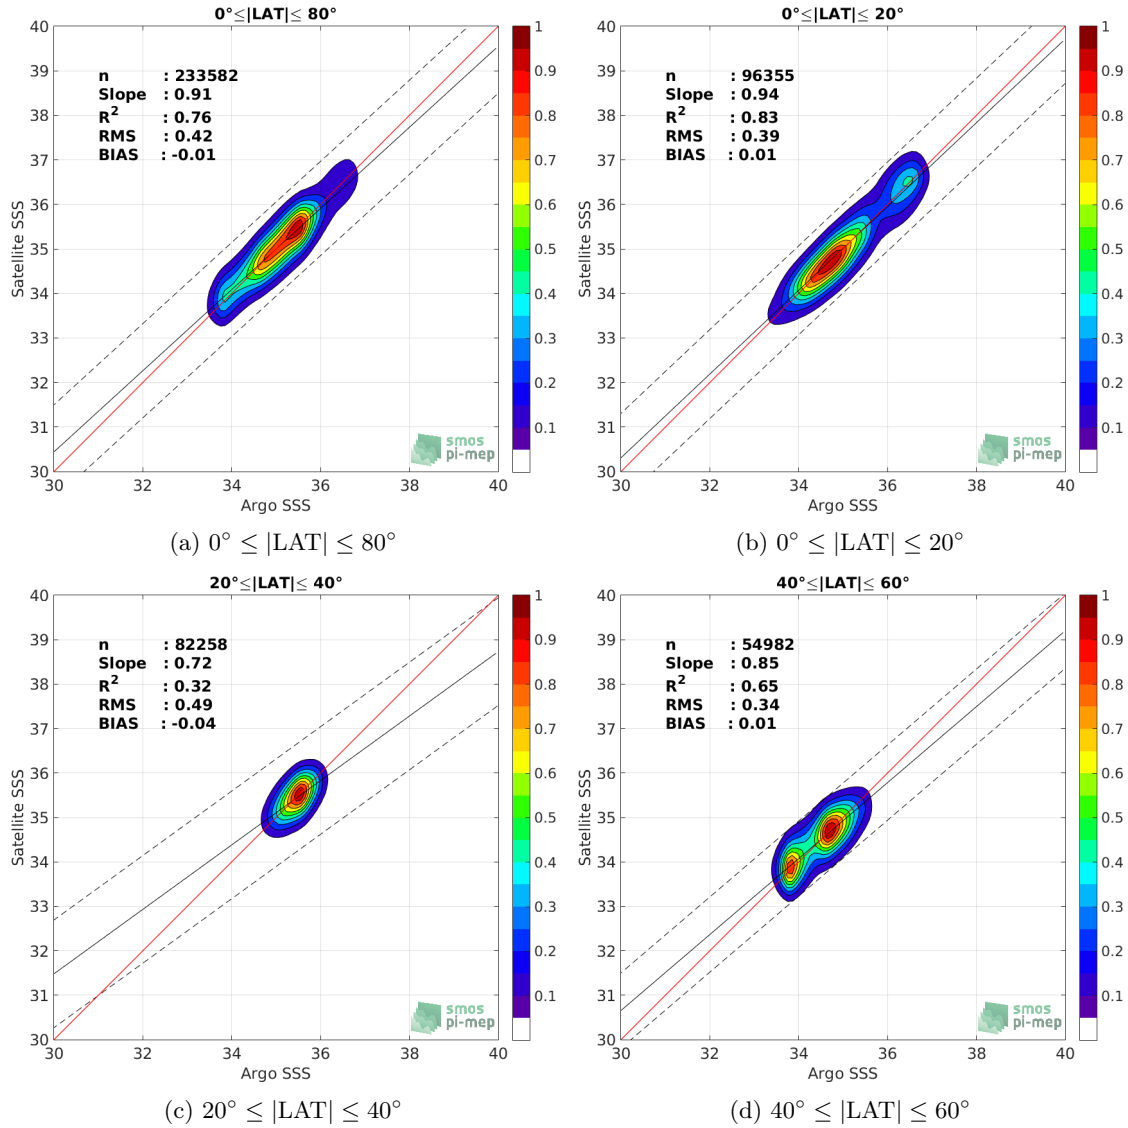 0°≤|LAT|≤ 80°
n : 233582
Slope : 0.91
R2 : 0.76
RMS : 0.42
BIAS : -0.01
40
39
38
37
36
35
34
33
32
31
30
Satellite SSS
30 32 34 36 38 40
Argo SSS
1
0.9
0.8
0.7
0.6
0.5
0.4
0.3
0.2
0.1
smos
pi-mep
(a) 0° ≤ |LAT| ≤ 80°
0°≤|LAT|≤ 20°
n : 96355
Slope : 0.94
R2 : 0.83
RMS : 0.39
BIAS : 0.01
40
39
38
37
36
35
34
33
32
31
30
Satellite SSS
30 32 34 36 38 40
Argo SSS
1
0.9
0.8
0.7
0.6
0.5
0.4
0.3
0.2
0.1
smos
pi-mep
(b) 0° ≤ |LAT| ≤ 20°
20°≤|LAT|≤ 40°
n : 82258
Slope : 0.72
R2 : 0.32
RMS : 0.49
BIAS : -0.04
40
39
38
37
36
35
34
33
32
31
30
Satellite SSS
30 32 34 36 38 40
Argo SSS
1
0.9
0.8
0.7
0.6
0.5
0.4
0.3
0.2
0.1
smos
pi-mep
(c) 20° ≤ |LAT| ≤ 40°
40°≤|LAT|≤ 60°
n : 54982
Slope : 0.85
R2 : 0.65
RMS : 0.34
BIAS : 0.01
40
39
38
37
36
35
34
33
32
31
30
Satellite SSS
30 32 34 36 38 40
Argo SSS
1
0.9
0.8
0.7
0.6
0.5
0.4
0.3
0.2
0.1
smos
pi-mep
(d) 40° ≤ |LAT| ≤ 60°